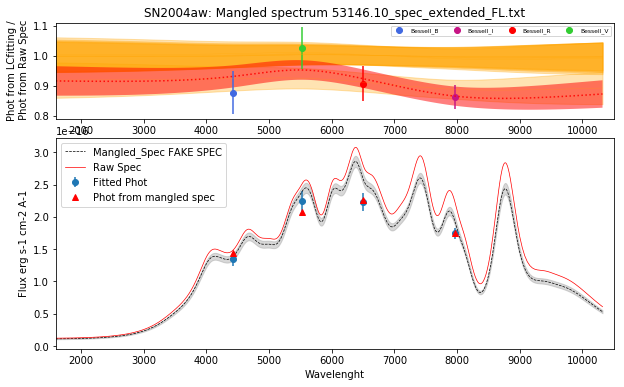 SN2004aw: Mangled spectrum 53146.10_spec_extended_FL.txt
Phot from LCfitting /
Phot from Raw Spec
1.1
1.0
0.9
0.8
Bessell_B
Bessell_I
Bessell_R
Bessell_V
2000
3000
4000
5000
6000
7000
8000
9000
10000
Flux erg s-1 cm-2 A-1
3.0
2.5
2.0
1.5
1.0
0.5
0.0
Mangled_Spec FAKE SPEC
Raw Spec
Fitted Phot
Phot from mangled spec
2000
3000
4000
5000
6000
7000
8000
9000
10000
Wavelenght